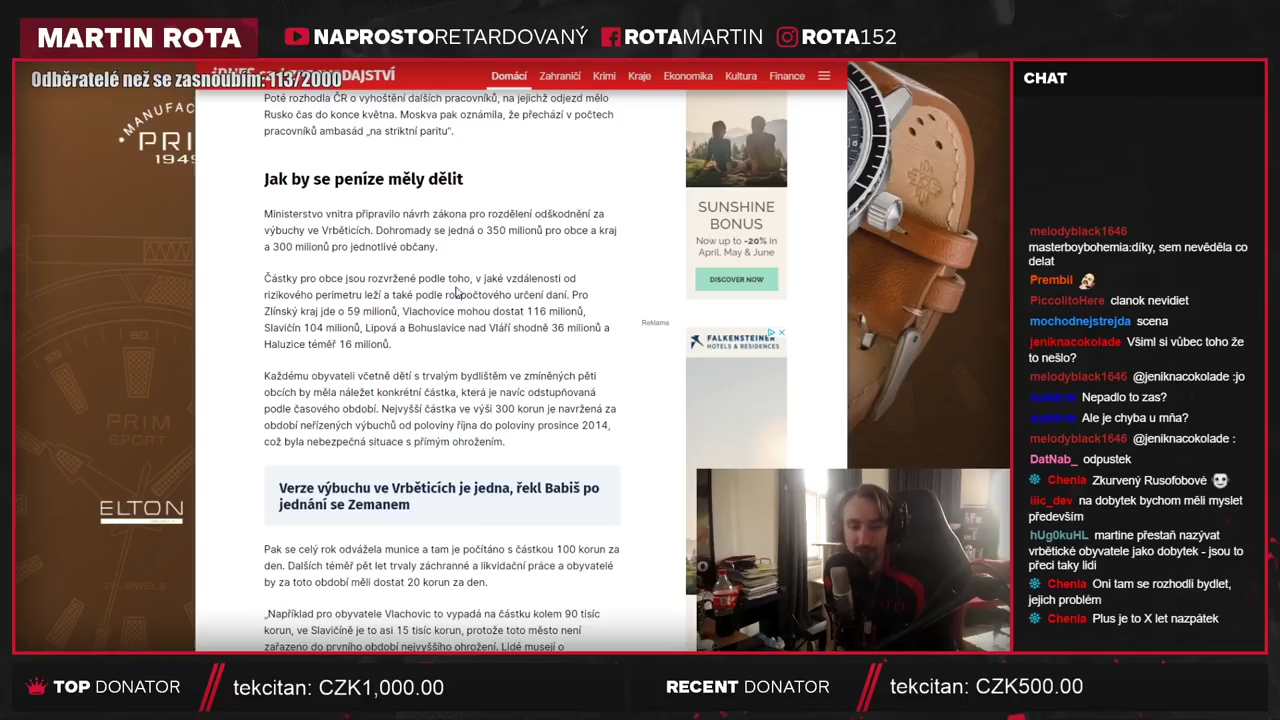 MARTIN ROTA
NAPROSTORETARDOVANÝ
ROTAMARTIN
ROTA152
Odběratelé než se zasnoubím: 113/2000
Domácí Zahraničí Krimi Kraje Ekonomika Kultura Finance
Poté rozhodla ČR o vyhoštění dalších pracovníků, na jejichž odjezd mělo
Rusko čas do konce května. Moskva pak oznámila, že přechází v počtech
pracovníků ambasád „na striktní paritu“.
Jak by se peníze měly dělit
Ministerstvo vnitra připravilo návrh zákona pro rozdělení odškodnění za
výbuchy ve Vrběticích. Dohromady se jedná o 350 milionů pro obce a kraj
a 300 milionů pro jednotlivé občany.
Částky pro obce jsou rozvržené podle toho, v jaké vzdálenosti od
rizikového perimetru leží a také podle rozpočtového určení daní. Pro
Zlínský kraj jde o 59 milionů, Vlachovice mohou dostat 116 milionů,
Slavičín 104 milionů, Lipová a Bohuslavice nad Vláří shodně 36 milionů a
Haluzice téměř 16 milionů.
Každému obyvateli včetně dětí s trvalým bydlištěm ve zmíněných pěti
obcích by měla náležet konkrétní částka, která je navíc odstupňovaná
podle časového období. Nejvyšší částka ve výši 300 korun je navržená za
období neřízených výbuchů od poloviny října do poloviny prosince 2014,
což byla nebezpečná situace s přímým ohrožením.
Verze výbuchu ve Vrběticích je jedna, řekl Babiš po
jednání se Zemanem
Pak se celý rok odvážela munice a tam je počítáno s částkou 100 korun za
den. Dalších téměř pět let trvaly záchranné a likvidační práce a obyvatelé
by za toto období měli dostat 20 korun za den.
„Například pro obyvatele Vlachovic to vypadá na částku kolem 90 tisíc
korun, ve Slavičíně je to asi 15 tisíc korun, protože toto město není
zařazeno do prvního období nejvyššího ohrožení. Lidé musejí o
MANUFAC
PRIM
1949
PRIM
SPORT
ELTON
SUNSHINE
BONUS
Now up to -20% in
April, May & June
DISCOVER NOW
Reklama
FALKENSTEINER
HOTELS & RESIDENCES
CHAT
melodyblack1646
masterboybohemia:díky, sem nevěděla co
delat
Prembil
PiccolitoHere clanok nevidiet
mochodnejstrejda scena
jeniknacokolade Všiml si vůbec toho že
to nešlo?
melodyblack1646 @jeniknacokolade :jo
Nepadlo to zas?
Ale je chyba u mňa?
melodyblack1646 @jeniknacokolade :
DatNab_ odpustek
Chenla Zkurvený Rusofobové
iiic_dev na dobytek bychom měli myslet
především
hUg0kuHL martine přestaň nazývat
vrbětické obyvatele jako dobytek - jsou to
přeci taky lidi
Chenla Oni tam se rozhodli bydlet,
jejich problém
Chenla Plus je to X let nazpátek
TOP DONATOR
tekcitan: CZK1,000.00
RECENT DONATOR
tekcitan: CZK500.00